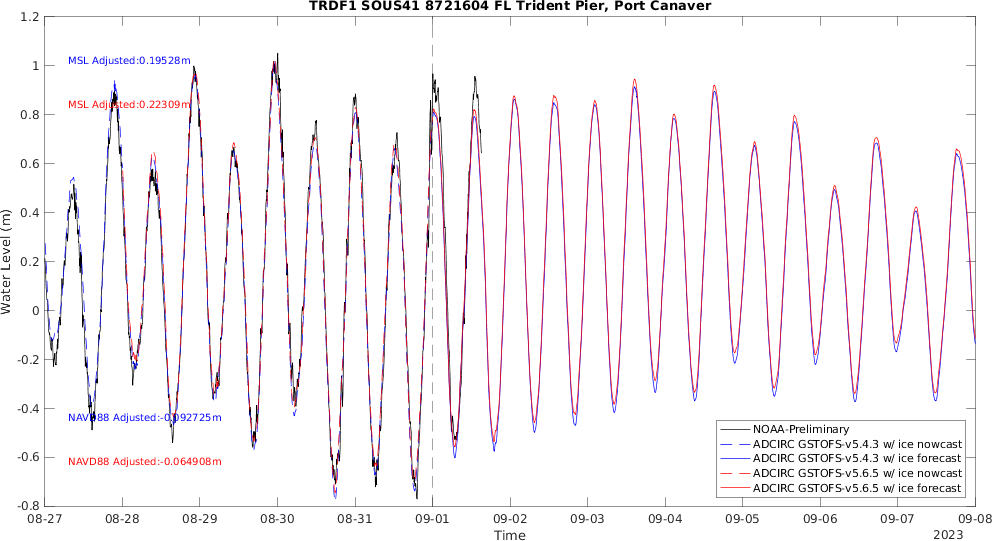 TRDF1 SOUS41 8721604 FL Trident Pier, Port Canaver
1.2
1
0.8
0.6
0.4
0.2
0
-0.2
-0.4
-0.6
-0.8
Water Level (m)
MSL Adjusted:0.19528m
MSL Adjusted:0.22309m
NAVD88 Adjusted:-0.092725m
NAVD88 Adjusted:-0.064908m
NOAA-Preliminary
ADCIRC GSTOFS-v5.4.3 w/ ice nowcast
ADCIRC GSTOFS-v5.4.3 w/ ice forecast
ADCIRC GSTOFS-v5.6.5 w/ ice nowcast
ADCIRC GSTOFS-v5.6.5 w/ ice forecast
08-27 08-28 08-29 08-30 08-31 09-01 09-02 09-03 09-04 09-05 09-06 09-07 09-08
Time
2023